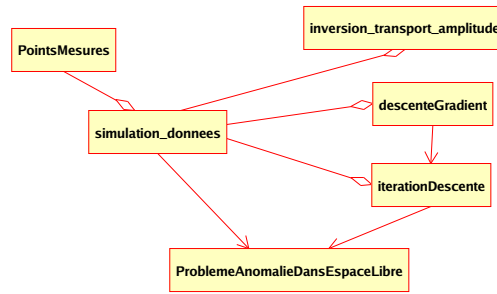 inversion_transport_amplitude
PointsMesures
descenteGradient
simulation_donnees
iterationDescente
ProblemeAnomalieDansEspaceLibre